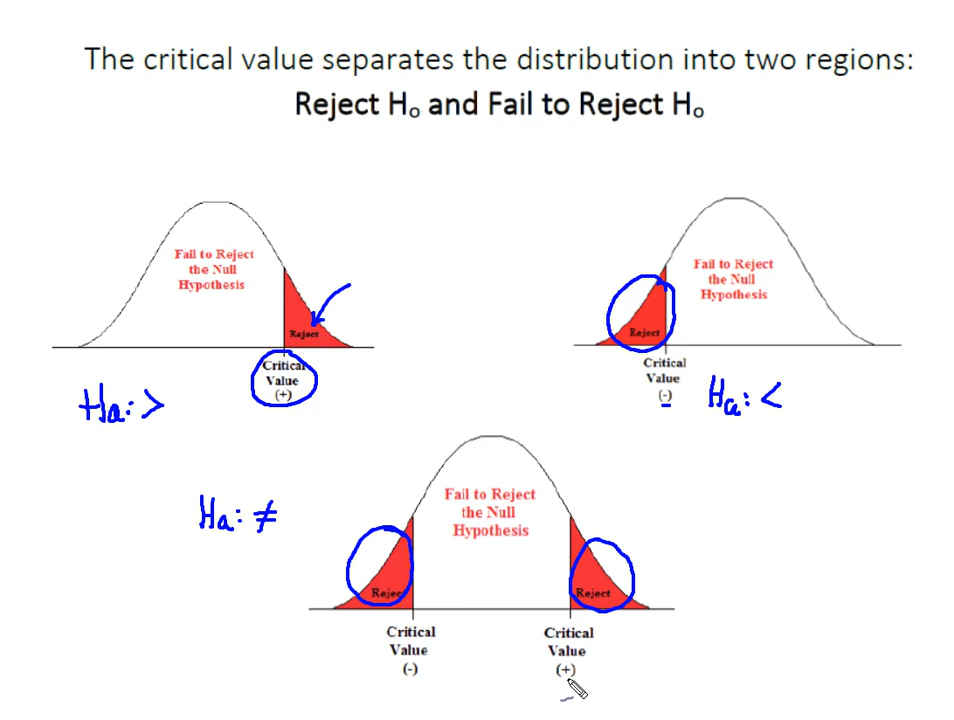 The critical value separates the distribution into two regions:
Reject Ho and Fail to Reject Ho
Fail to Reject
the Null
Hypothesis
Reject
Critical
Value
(+)
Ha: >
Fail to Reject
the Null
Hypothesis
Reject
Critical
Value
(-)
Ha: <
Ha: ≠
Fail to Reject
the Null
Hypothesis
Reject
Reject
Critical
Value
(-)
Critical
Value
(+)